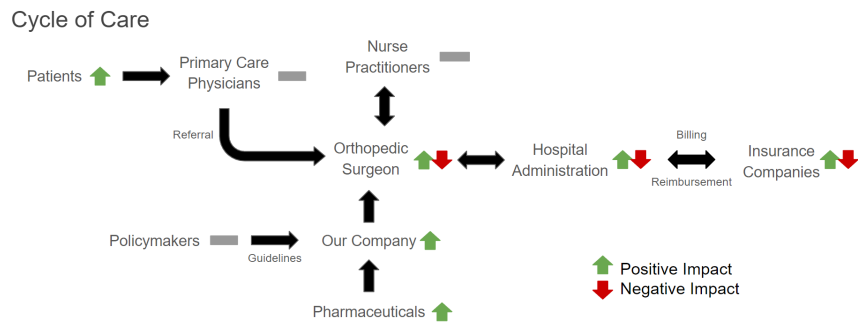 Cycle of Care
Patients
Primary Care
Physicians
Nurse
Practitioners
Referral
Orthopedic
Surgeon
Hospital
Administration
Billing
Reimbursement
Insurance
Companies
Policymakers
Guidelines
Our Company
Pharmaceuticals
Positive Impact
Negative Impact